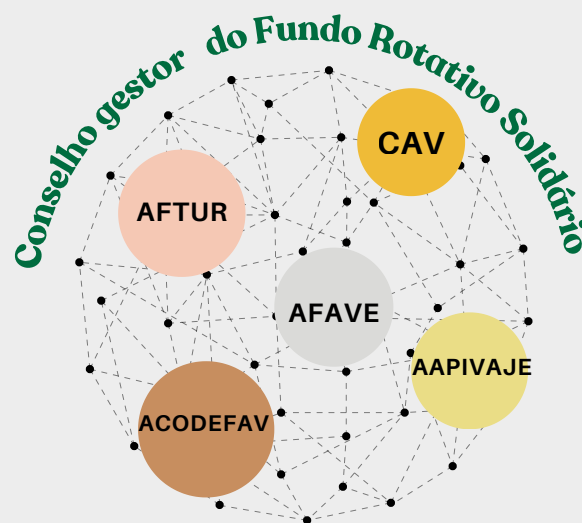 Conselho gestor do Fundo Rotativo Solidário
CAV
AFTUR
AFAVE
AAPIVAJE
ACODEFAV